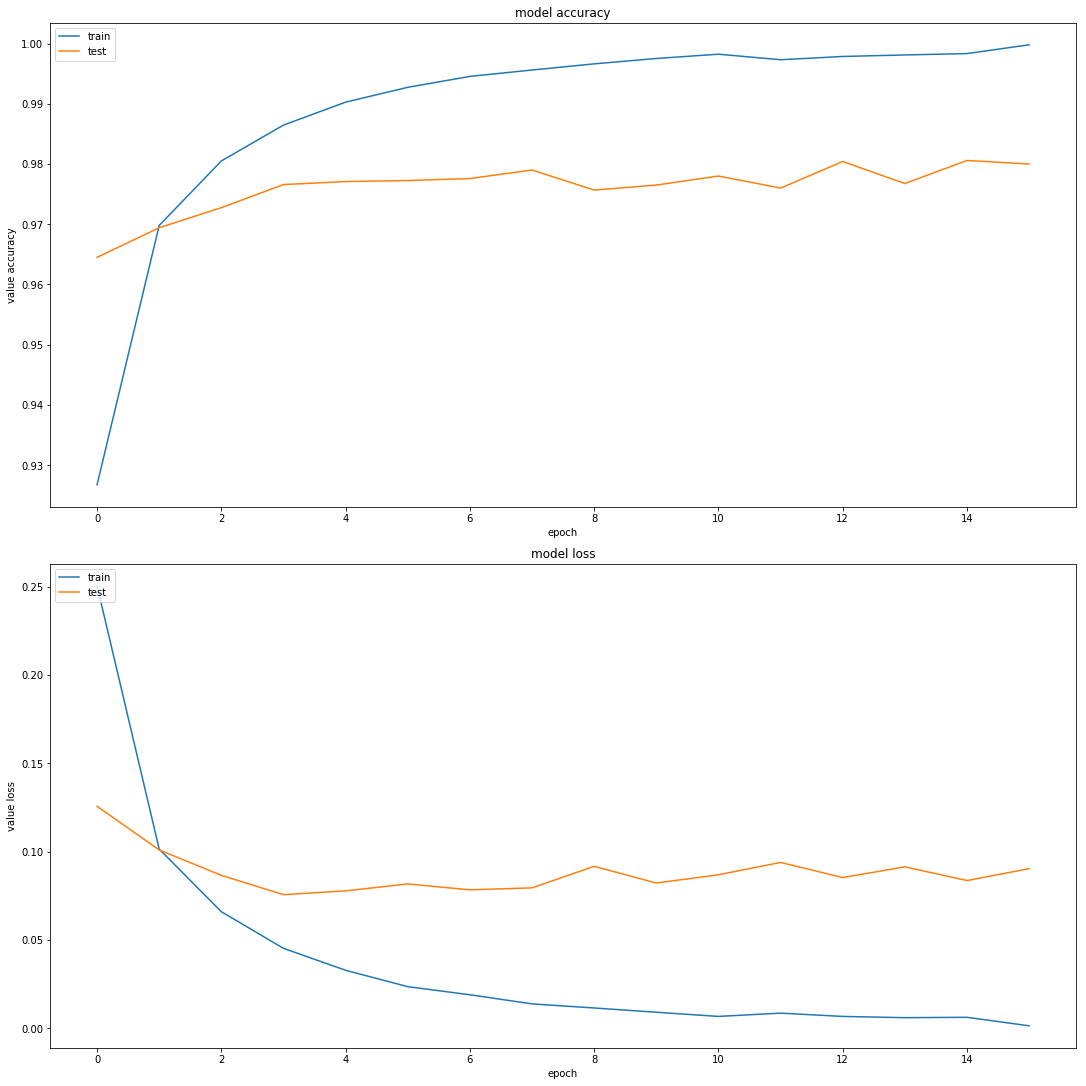 model accuracy
train
test
1.00
0.99
0.98
0.97
0.96
0.95
0.94
0.93
value accuracy
0 2 4 6 8 10 12 14
epoch
model loss
train
test
0.25
0.20
0.15
0.10
0.05
0.00
value loss
0 2 4 6 8 10 12 14
epoch